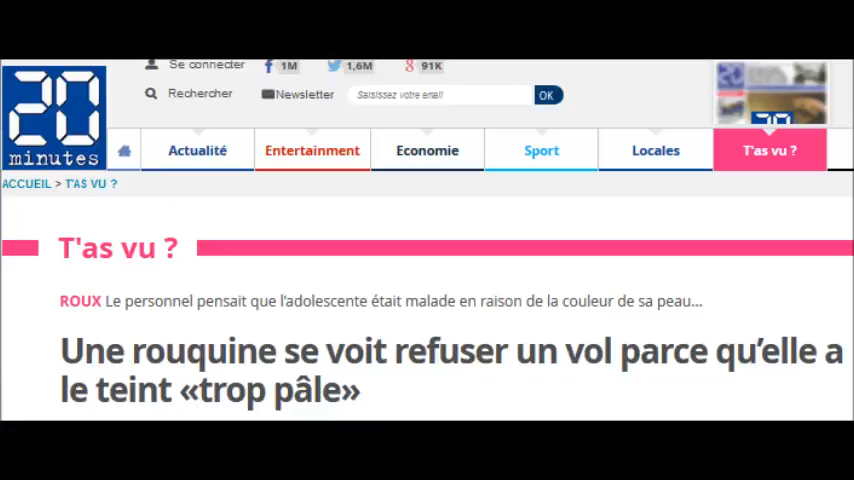 Se connecter 1M 1,6M 91K
20
minutes
Rechercher Newsletter Saisissez votre email OK
20
Actualité Entertainment Economie Sport Locales T'as vu ?
ACCUEIL > T'AS VU ?
T'as vu ?
ROUX Le personnel pensait que l'adolescente était malade en raison de la couleur de sa peau...
Une rouquine se voit refuser un vol parce qu'elle a
le teint «trop pâle»